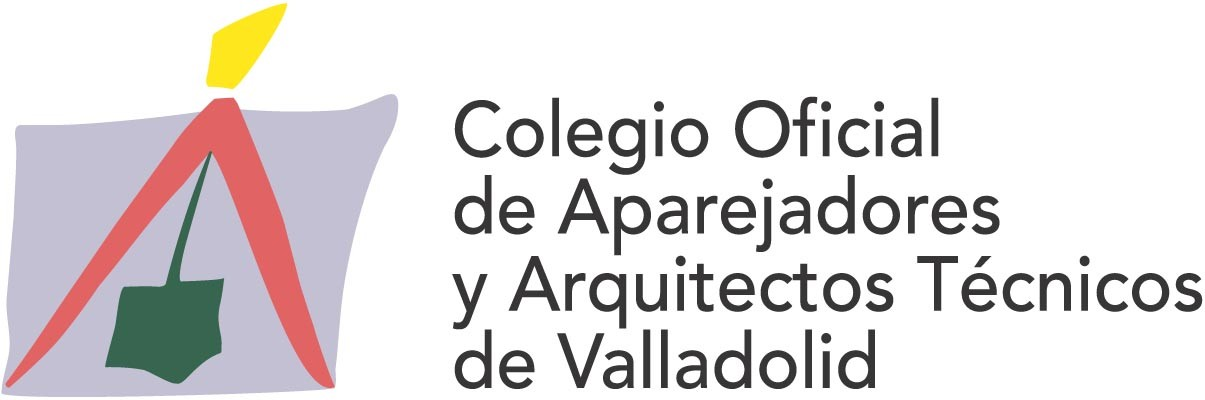 Colegio Oficial
de Aparejadores
y Arquitectos Técnicos
de Valladolid